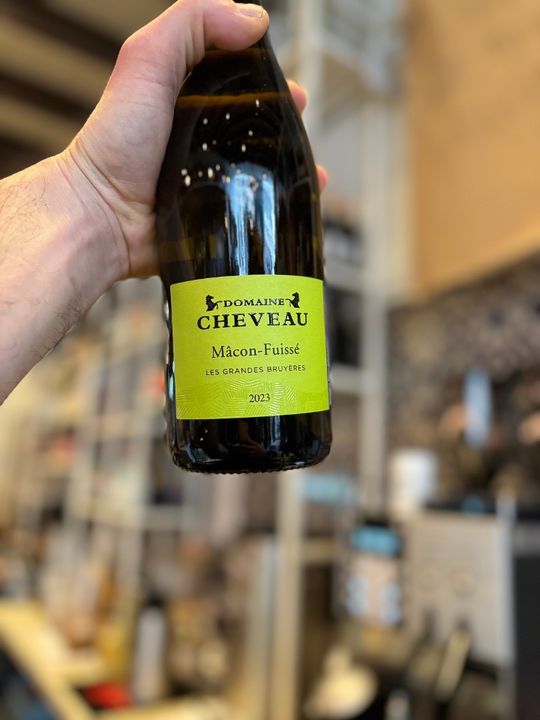 DOMAINE
CHEVEAU
Mâcon-Fuissé
LES GRANDES BRUYÈRES
2023